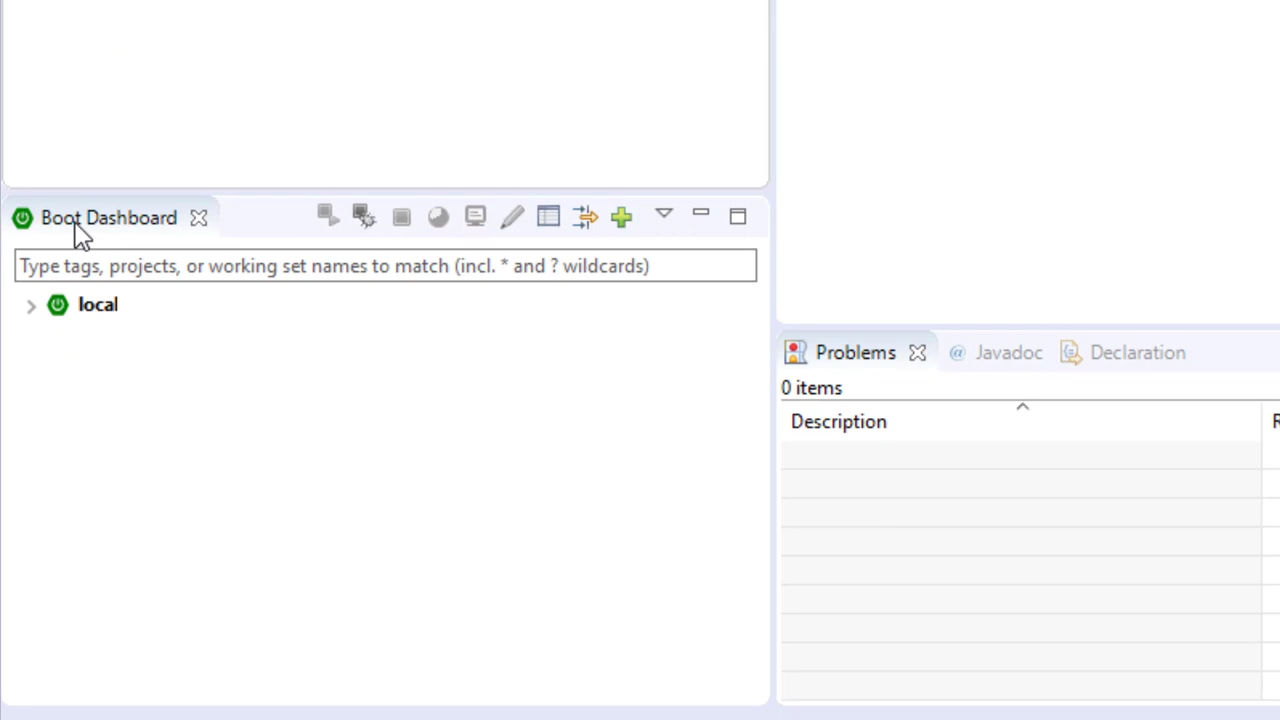 Boot Dashboard
Type tags, projects, or working set names to match (incl. * and ? wildcards)
local
Problems
@ Javadoc
Declaration
0 items
Description
R